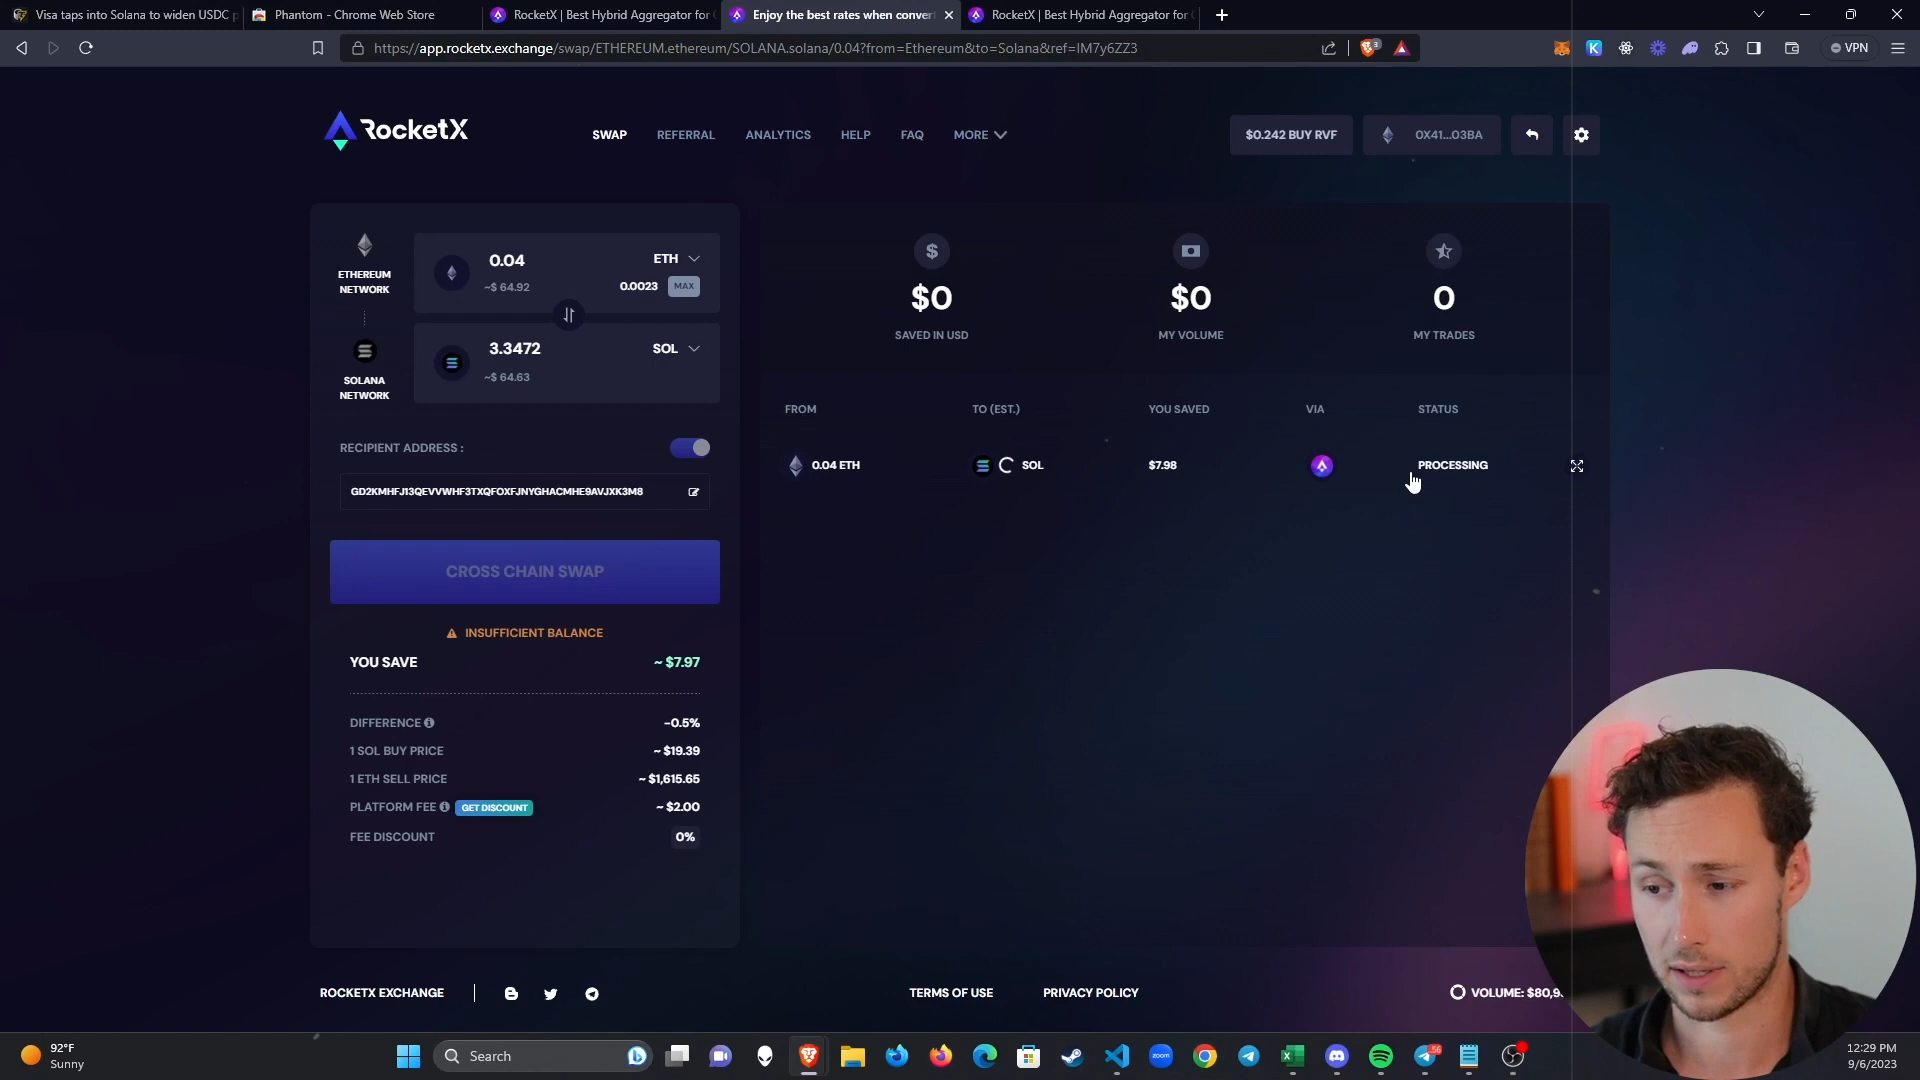 Visa taps into Solana to widen USDC p
Phantom - Chrome Web Store
RocketX | Best Hybrid Aggregator for C
Enjoy the best rates when conver
RocketX | Best Hybrid Aggregator for C
https://app.rocketx.exchange/swap/ETHEREUM.ethereum/SOLANA.solana/0.04?from=Ethereum&to=Solana&ref=IM7y6ZZ3
3
VPN
RocketX
SWAP
REFERRAL
ANALYTICS
HELP
FAQ
MORE
$0.242 BUY RVF
0X41...03BA
ETHEREUM
NETWORK
0.04
ETH
~$ 64.92
0.0023
MAX
SOLANA
NETWORK
3.3472
SOL
~$ 64.63
RECIPIENT ADDRESS :
GD2KMHFJ13QEVVWHF3TXQFOXFJNYGHACMHE9AVJXK3M8
CROSS CHAIN SWAP
INSUFFICIENT BALANCE
YOU SAVE
~ $7.97
DIFFERENCE
-0.5%
1 SOL BUY PRICE
~ $19.39
1 ETH SELL PRICE
~ $1,615.65
PLATFORM FEE
GET DISCOUNT
~ $2.00
FEE DISCOUNT
0%
$0
SAVED IN USD
$0
MY VOLUME
0
MY TRADES
FROM
TO (EST.)
YOU SAVED
VIA
STATUS
0.04 ETH
SOL
$7.98
PROCESSING
ROCKETX EXCHANGE
TERMS OF USE
PRIVACY POLICY
VOLUME: $80,9
92°F
Sunny
Search
zoom
56
12:29 PM
9/6/2023